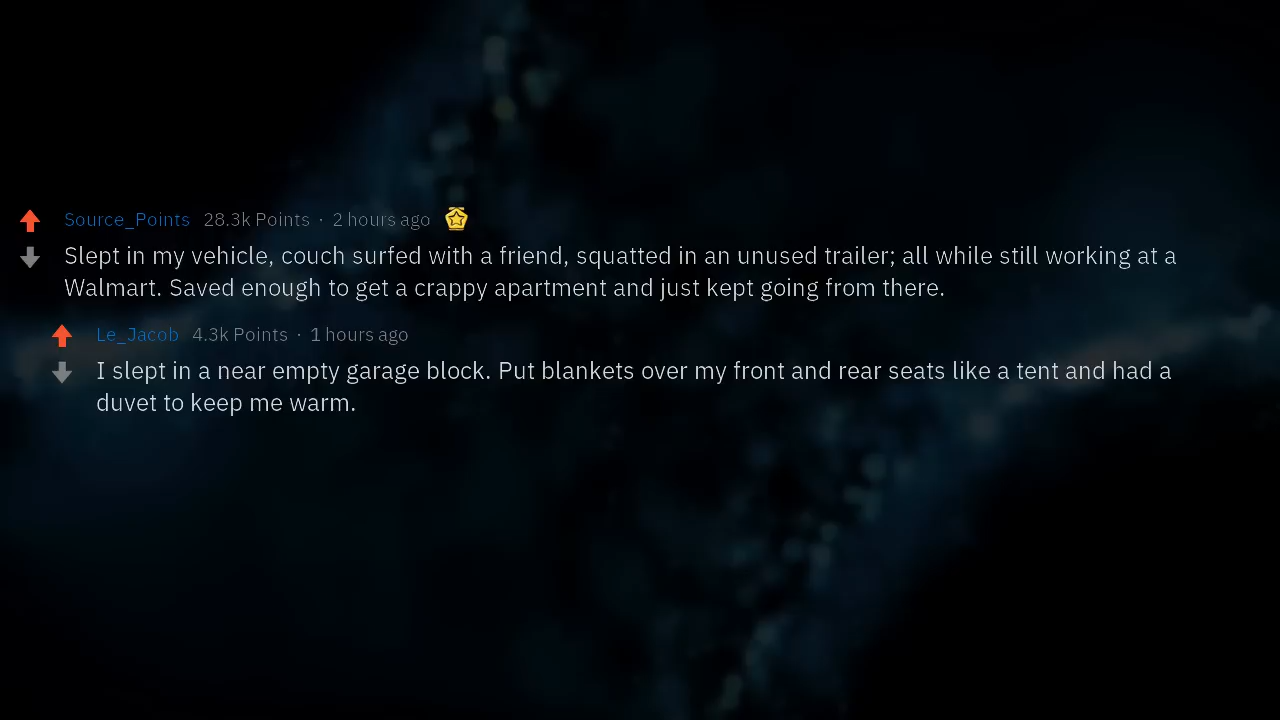 Source_Points 28.3k Points · 2 hours ago
Slept in my vehicle, couch surfed with a friend, squatted in an unused trailer; all while still working at a
Walmart. Saved enough to get a crappy apartment and just kept going from there.
Le_Jacob 4.3k Points · 1 hours ago
I slept in a near empty garage block. Put blankets over my front and rear seats like a tent and had a
duvet to keep me warm.